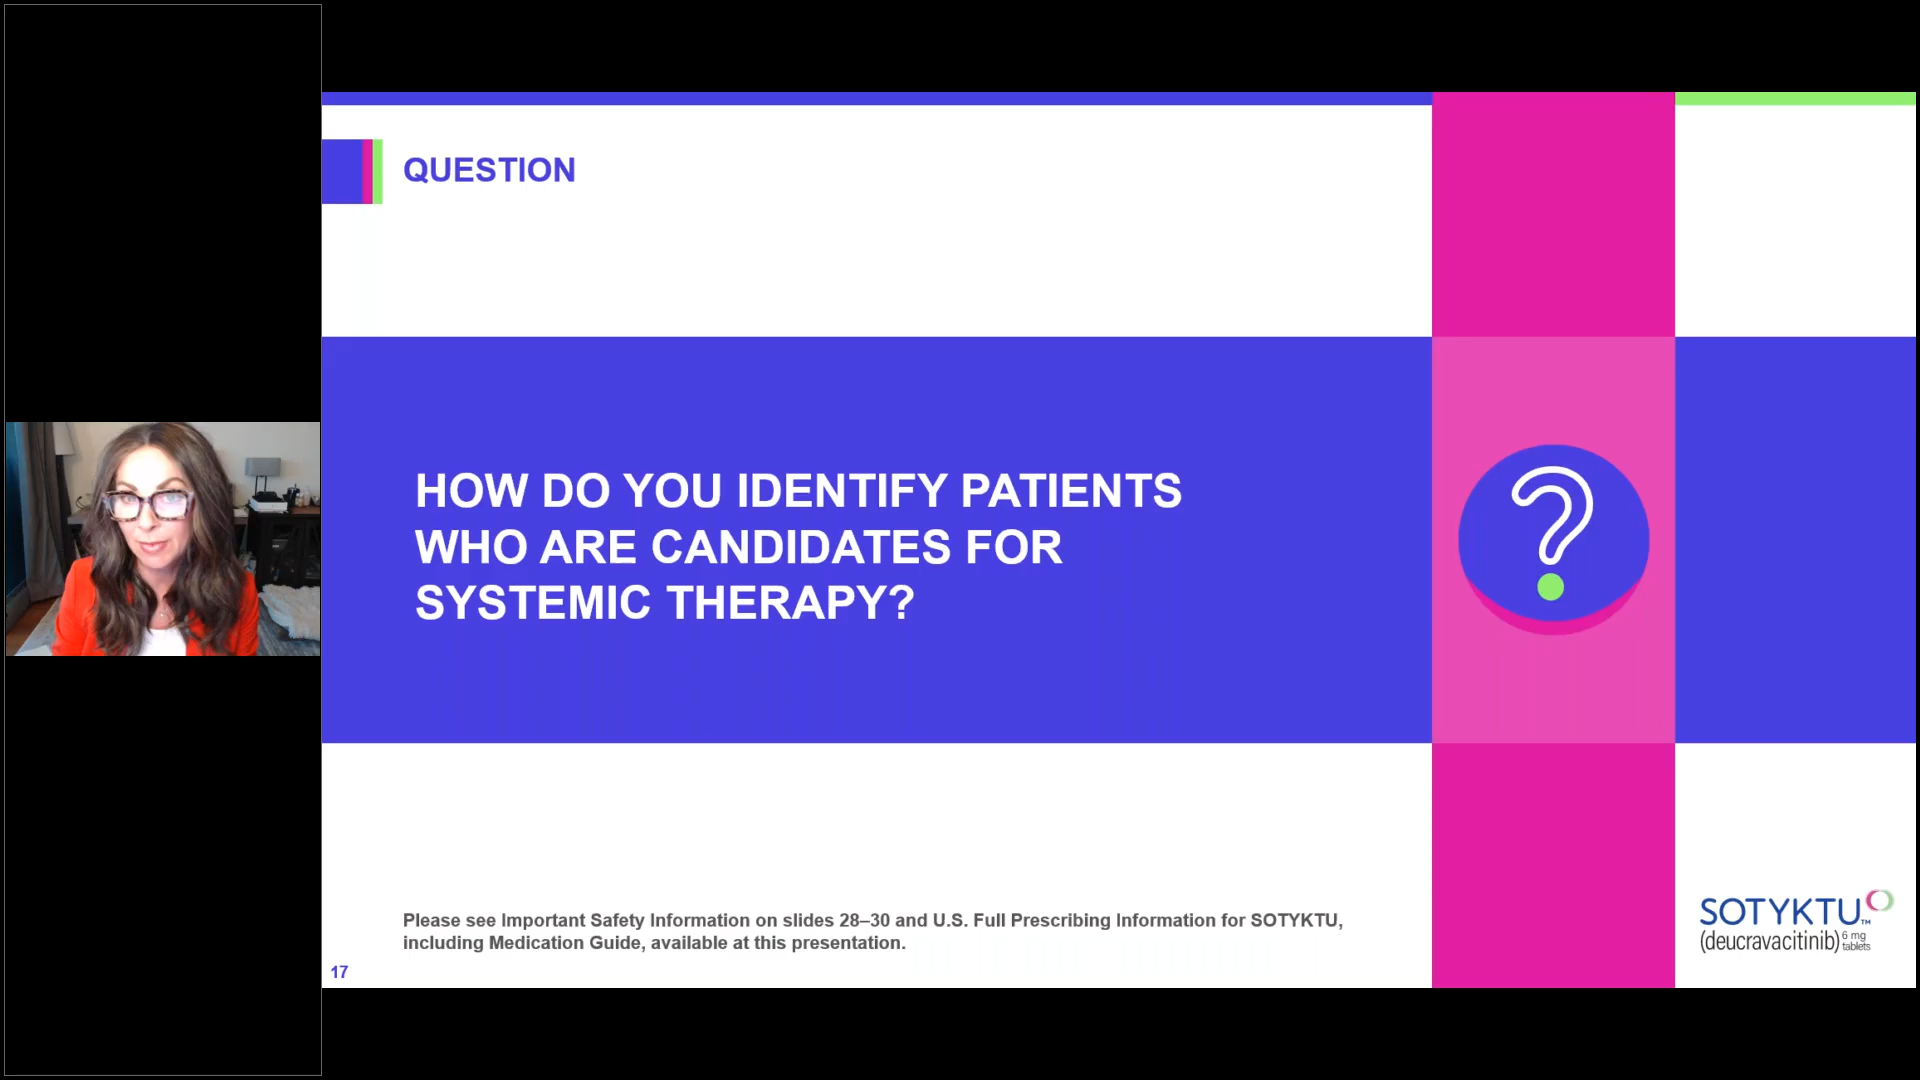 QUESTION
HOW DO YOU IDENTIFY PATIENTS
WHO ARE CANDIDATES FOR
SYSTEMIC THERAPY?
Please see Important Safety Information on slides 28–30 and U.S. Full Prescribing Information for SOTYKTU,
including Medication Guide, available at this presentation.
17
SOTYKTU™
(deucravacitinib) 6 mg
tablets